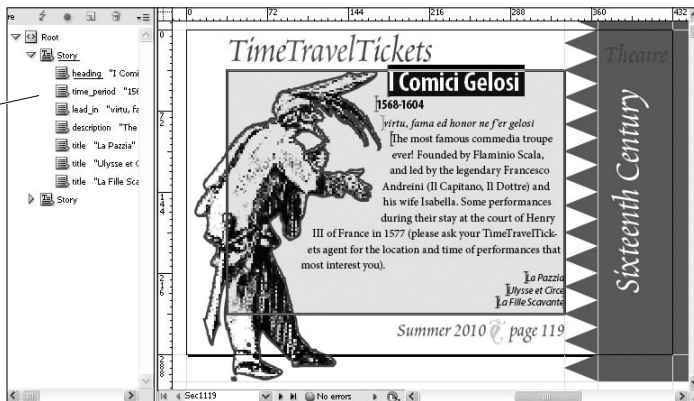 re
Root
Story
heading "I Comi
time_period "156
lead_in "virtu, fa
description "The
title "La Pazzia"
title "Ulysse et C
title "La Fille Sca
Story
0 72 144 216 288 360 432
0
72
144
216
288
TimeTravelTickets
Theatre
I Comici Gelosi
1568-1604
virtu, fama ed honor ne f'er gelosi
The most famous commedia troupe
ever! Founded by Flaminio Scala,
and led by the legendary Francesco
Andreini (Il Capitano, Il Dottre) and
his wife Isabella. Some performances
during their stay at the court of Henry
III of France in 1577 (please ask your TimeTravelTick-
ets agent for the location and time of performances that
most interest you).
La Pazzia
Ulysse et Circe
La Fille Scavante
Summer 2010 page 119
Sixteenth Century
Sec1119
No errors